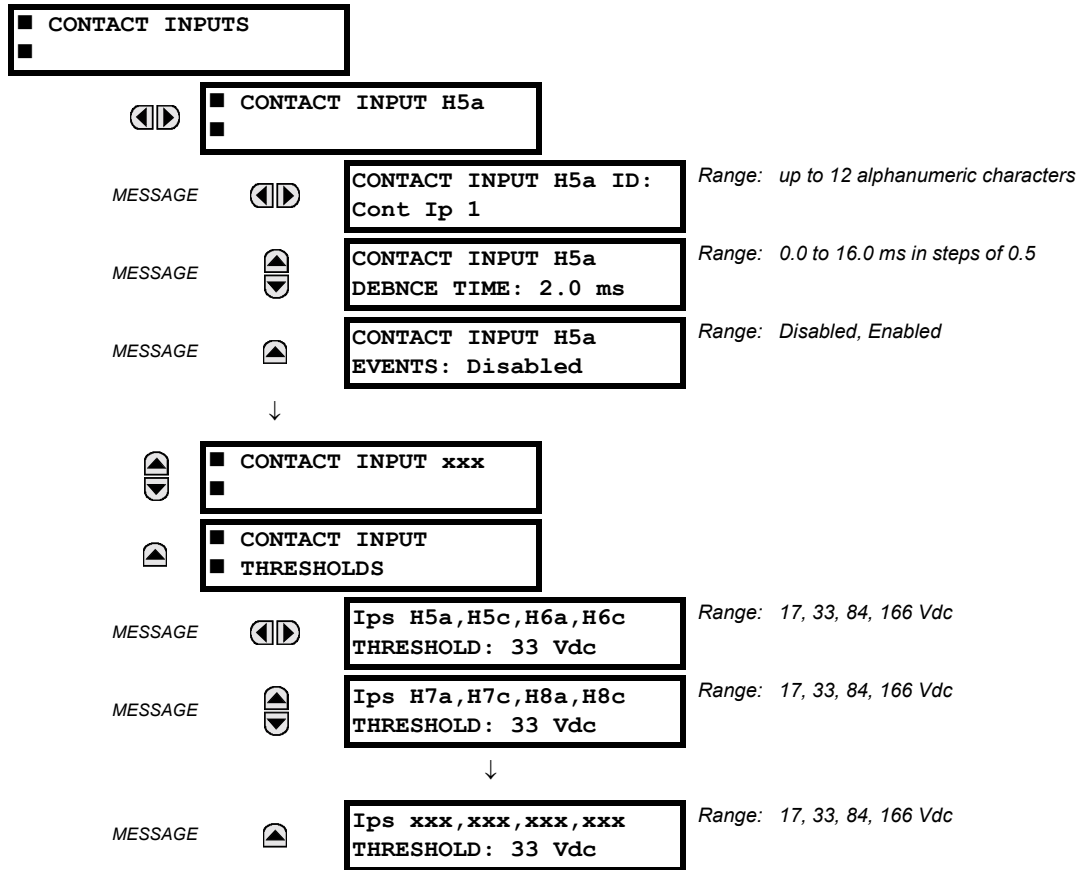 ■ CONTACT INPUTS
■
■ CONTACT INPUT H5a
■
MESSAGE
CONTACT INPUT H5a ID:
Cont Ip 1
Range: up to 12 alphanumeric characters
MESSAGE
CONTACT INPUT H5a
DEBNCE TIME: 2.0 ms
Range: 0.0 to 16.0 ms in steps of 0.5
MESSAGE
CONTACT INPUT H5a
EVENTS: Disabled
Range: Disabled, Enabled
↓
■ CONTACT INPUT xxx
■
■ CONTACT INPUT
■ THRESHOLDS
MESSAGE
Ips H5a,H5c,H6a,H6c
THRESHOLD: 33 Vdc
Range: 17, 33, 84, 166 Vdc
MESSAGE
Ips H7a,H7c,H8a,H8c
THRESHOLD: 33 Vdc
Range: 17, 33, 84, 166 Vdc
↓
MESSAGE
Ips xxx,xxx,xxx,xxx
THRESHOLD: 33 Vdc
Range: 17, 33, 84, 166 Vdc